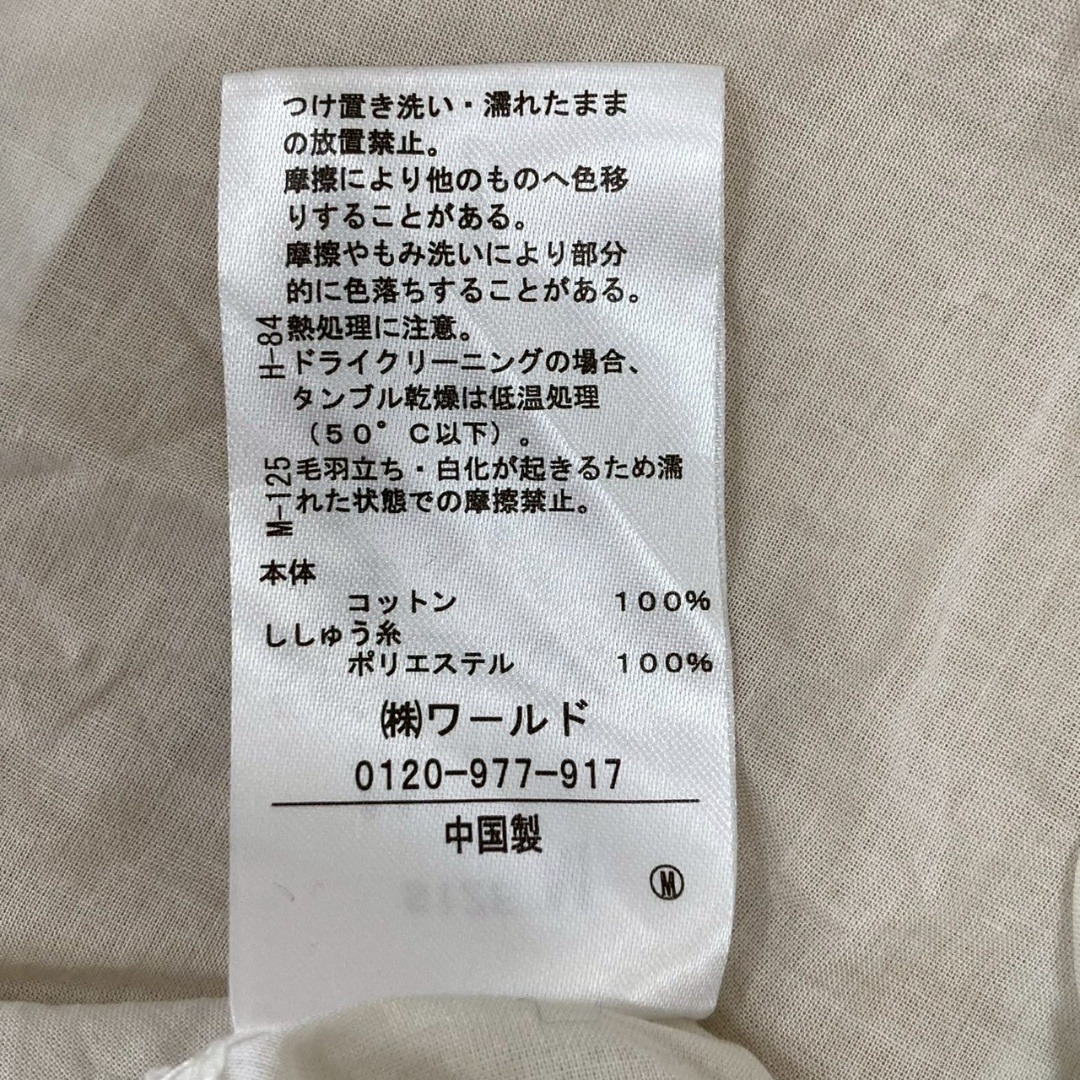 つけ置き洗い・濡れたまま
の放置禁止。
摩擦により他のものへ色移
りすることがある。
摩擦やもみ洗いにより部分
的に色落ちすることがある。
H-84
熱処理に注意。
ドライクリーニングの場合、
タンブル乾燥は低温処理
（５０°Ｃ以下）。
M-125
毛羽立ち・白化が起きるため濡
れた状態での摩擦禁止。
本体
コットン １００％
ししゅう糸
ポリエステル １００％
㈱ワールド
0120-977-917
中国製
Ⓜ